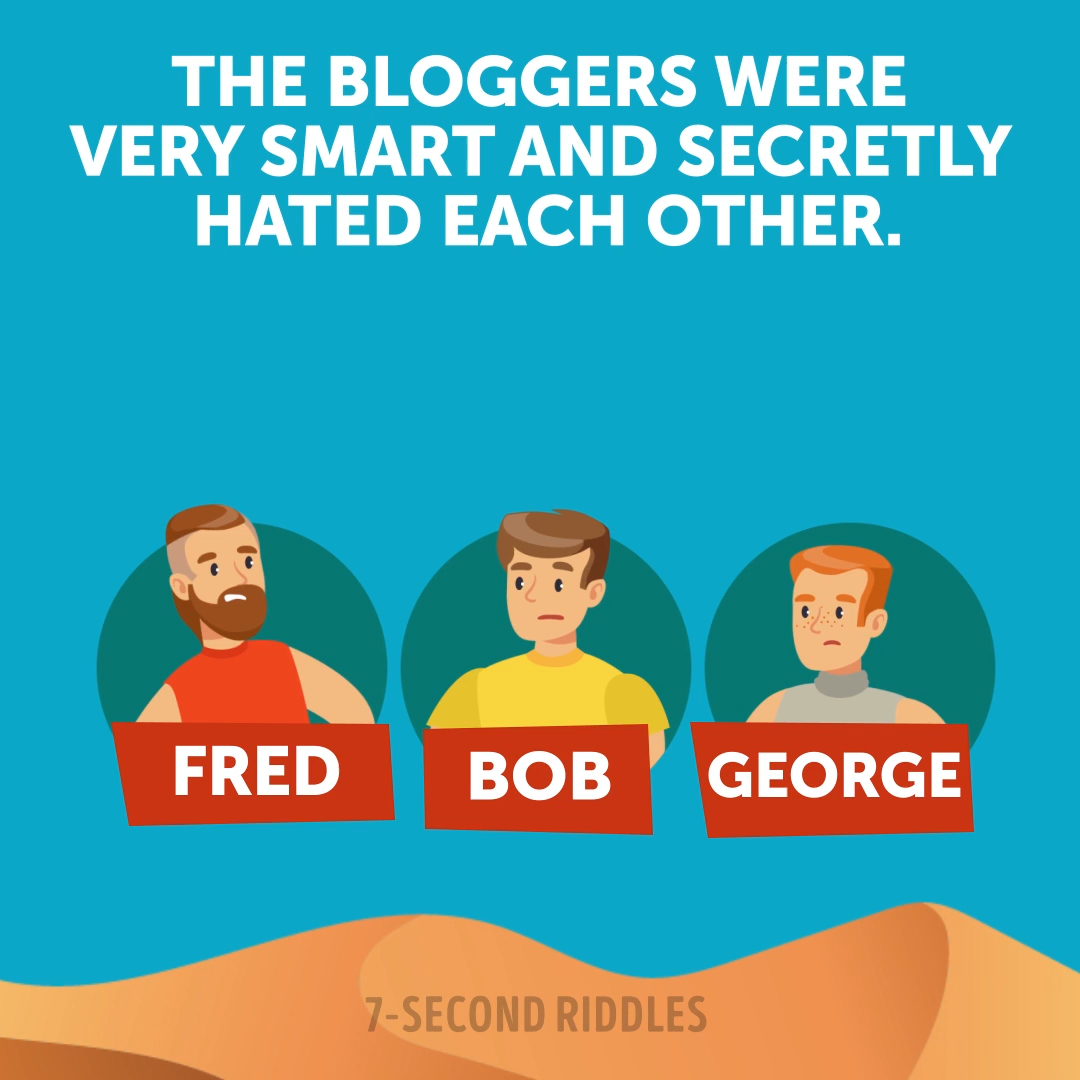 THE BLOGGERS WERE
VERY SMART AND SECRETLY
HATED EACH OTHER.
FRED
BOB
GEORGE
7-SECOND RIDDLES